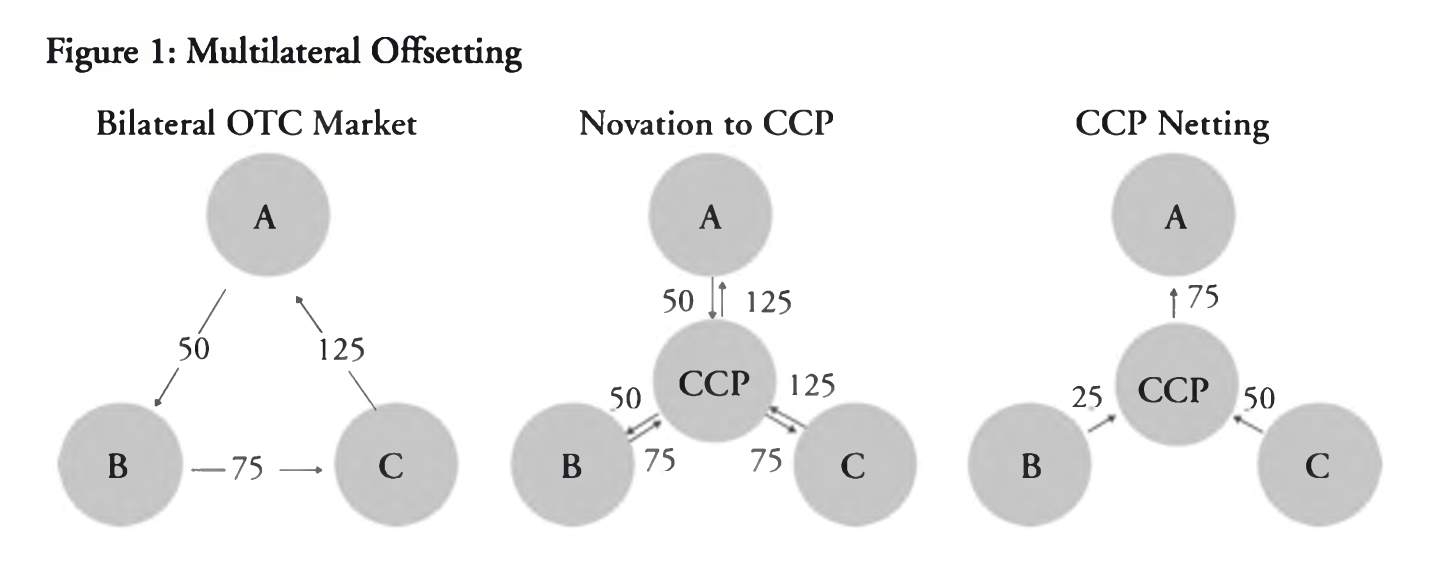 Figure 1: Multilateral Offsetting
Bilateral OTC Market
A
50
125
B
75
C
Novation to CCP
A
50
125
CCP
50
125
B
75
75
C
CCP Netting
A
75
CCP
25
50
B
C